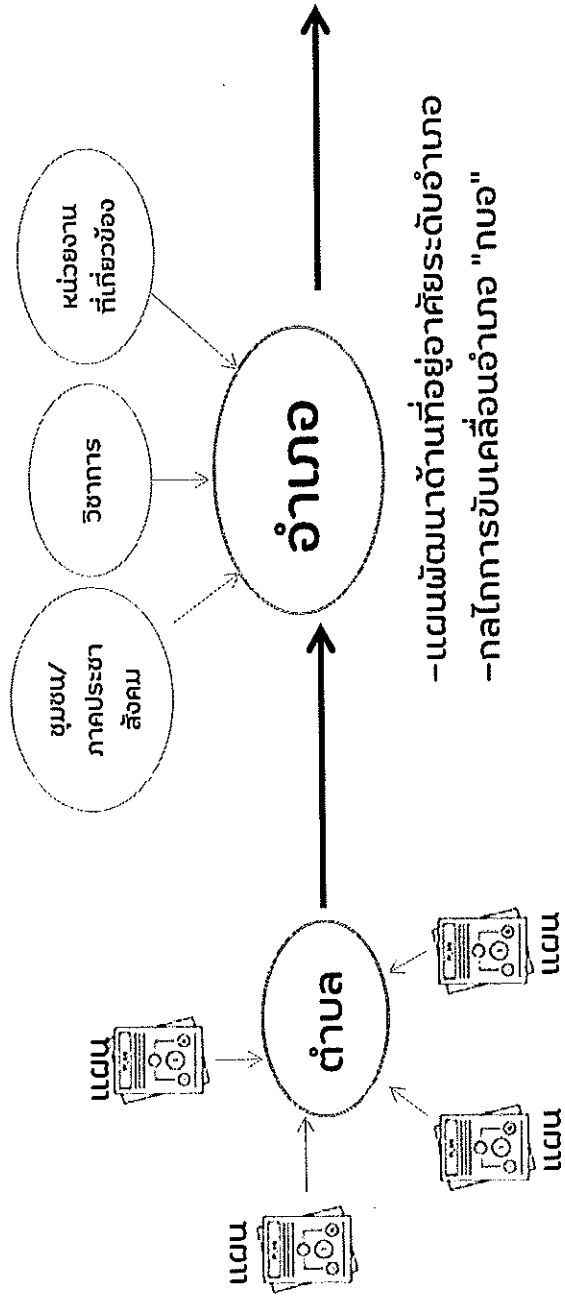 แผน
แผน
แผน
แผน
ตำบล
ชุมชน/
ภาคประชา
สังคม
วิชาการ
หน่วยงาน
ที่เกี่ยวข้อง
อำเภอ
-แผนพัฒนาด้านที่อยู่อาศัยระดับอำเภอ
-กลไกการขับเคลื่อนอำเภอ "กบอ"